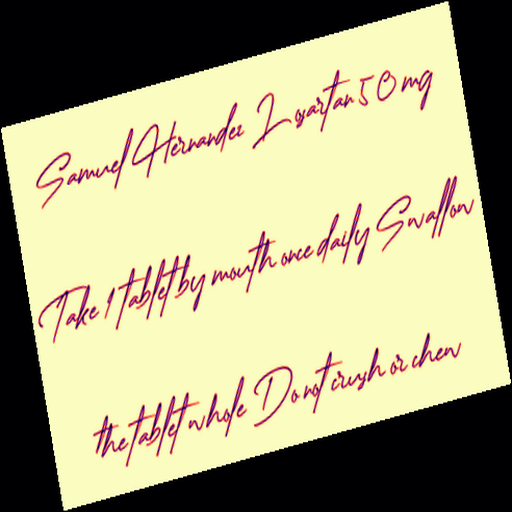 Samuel Hernandez Losartan 50 mg
Take 1 tablet by mouth once daily Swallow
the tablet whole Do not crush or chew